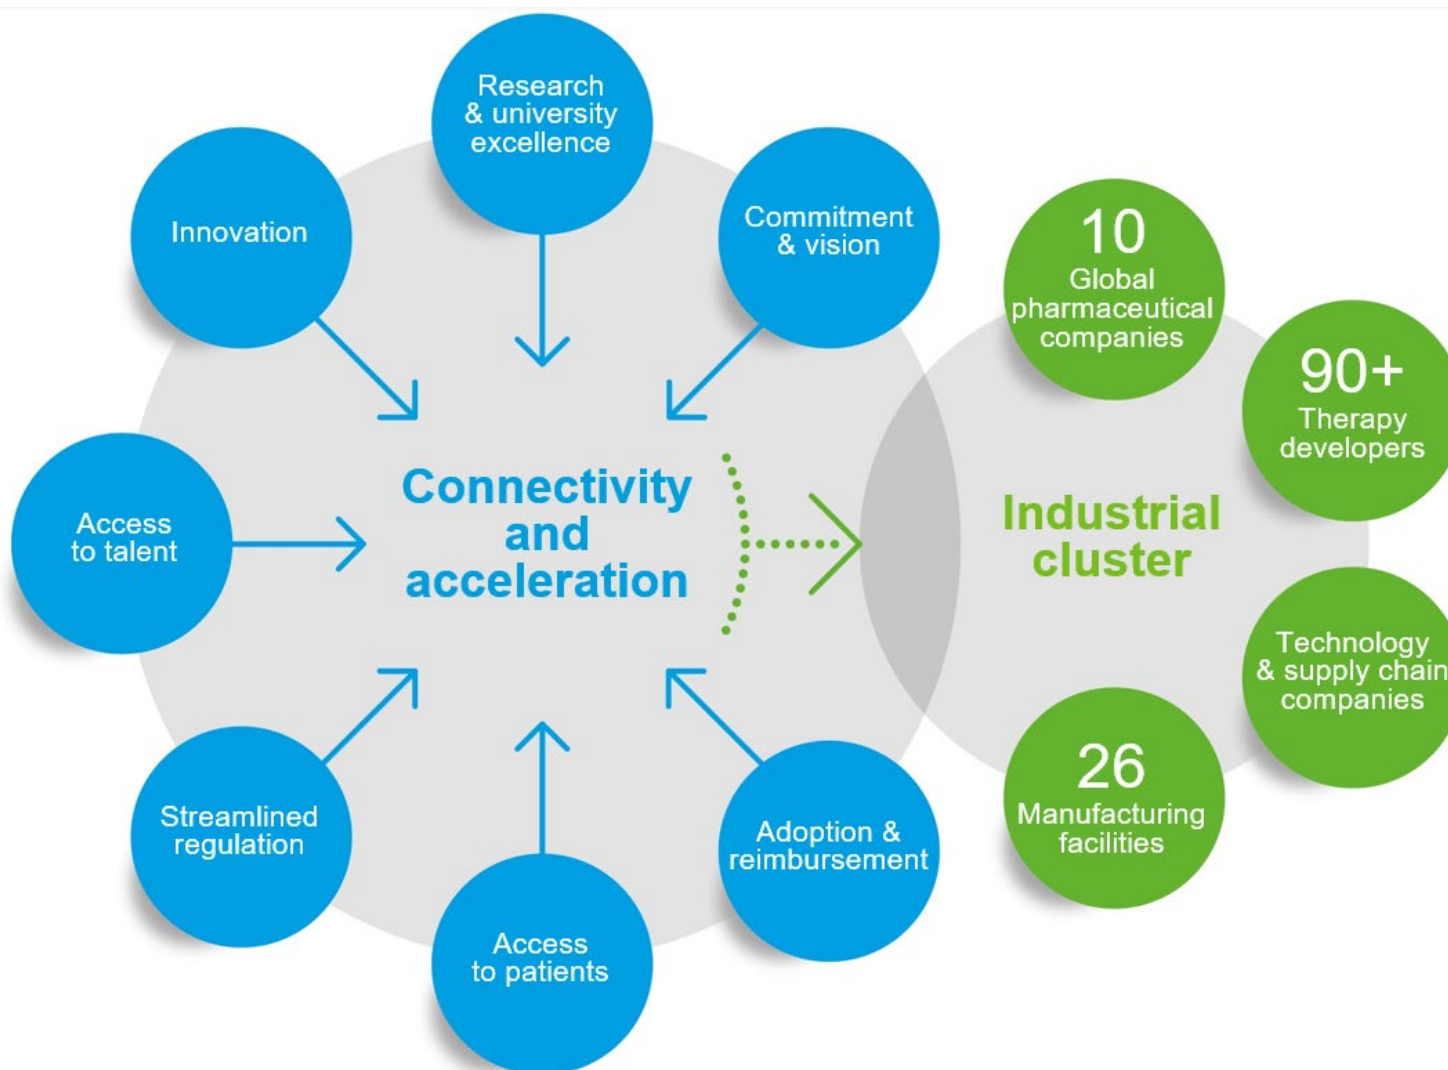 Research
& university
excellence
Innovation
Commitment
& vision
Access
to talent
Connectivity
and
acceleration
Streamlined
regulation
Access
to patients
Adoption &
reimbursement
10
Global
pharmaceutical
companies
90+
Therapy
developers
Industrial
cluster
Technology
& supply chain
companies
26
Manufacturing
facilities